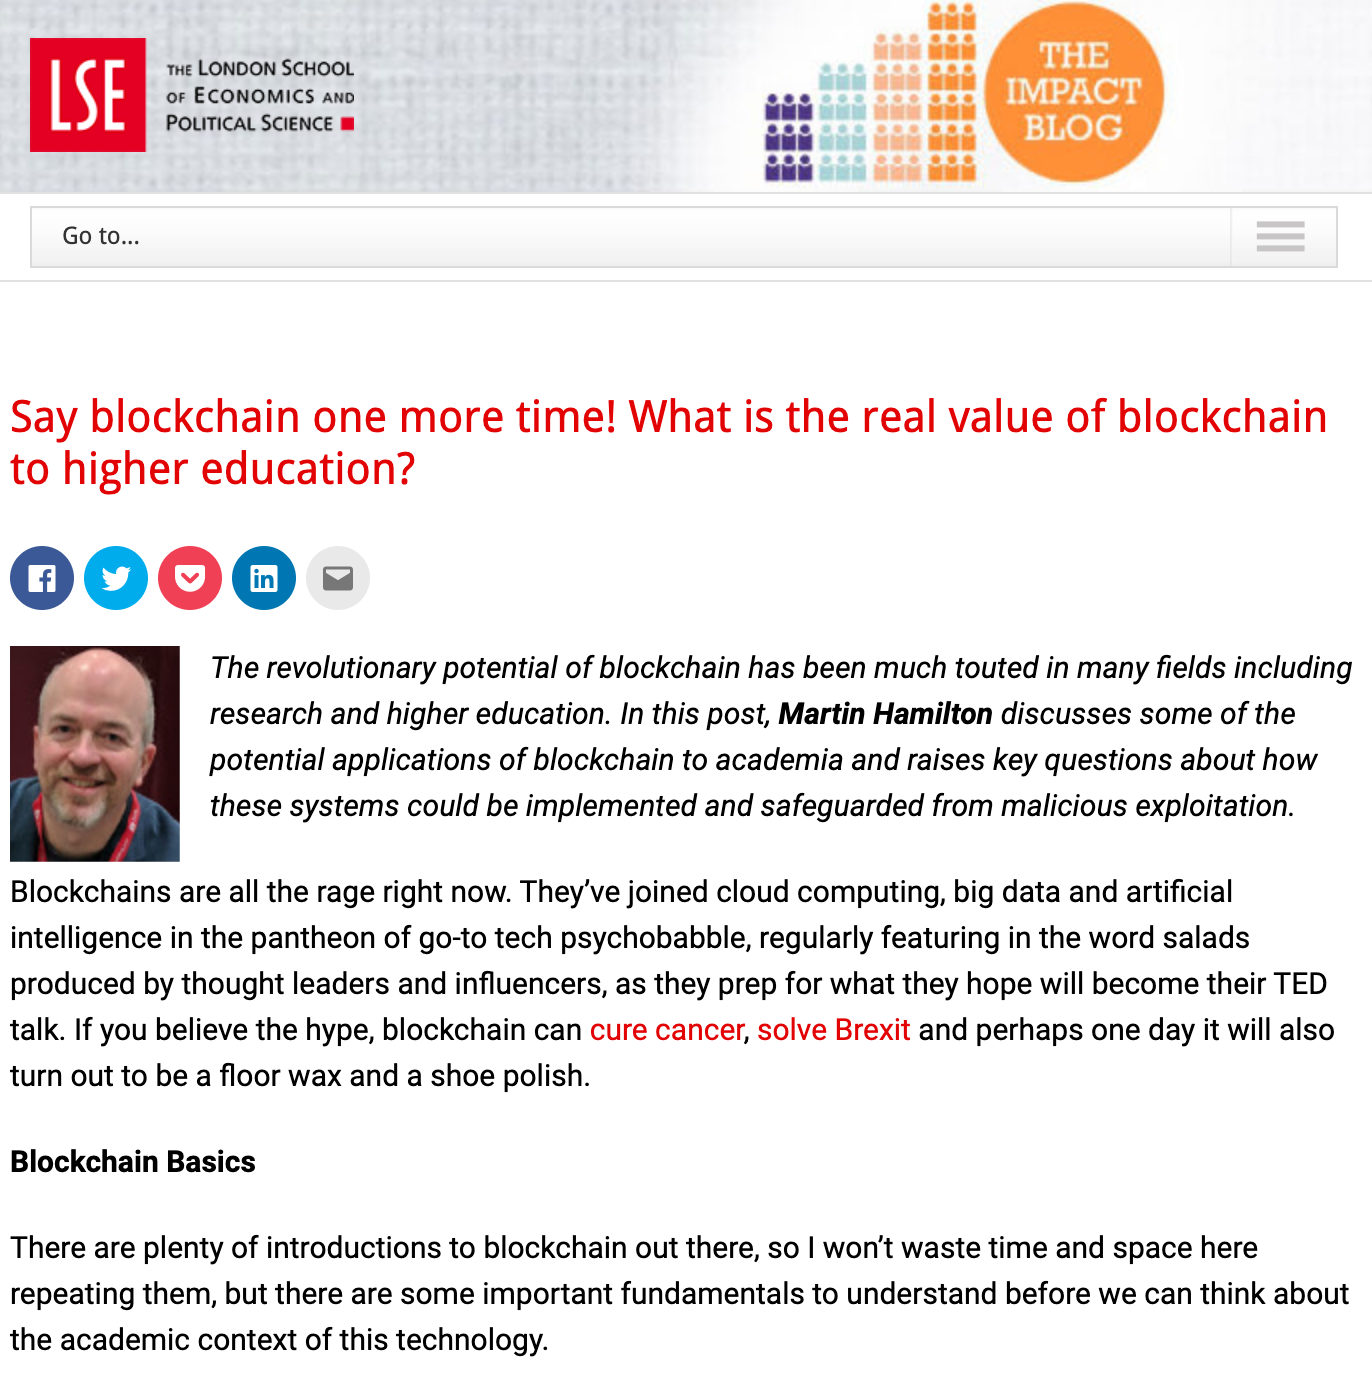 LSE
THE LONDON SCHOOL
OF ECONOMICS AND
POLITICAL SCIENCE
THE
IMPACT
BLOG
Go to...
Say blockchain one more time! What is the real value of blockchain
to higher education?
The revolutionary potential of blockchain has been much touted in many fields including
research and higher education. In this post, Martin Hamilton discusses some of the
potential applications of blockchain to academia and raises key questions about how
these systems could be implemented and safeguarded from malicious exploitation.
Blockchains are all the rage right now. They’ve joined cloud computing, big data and artificial
intelligence in the pantheon of go-to tech psychobabble, regularly featuring in the word salads
produced by thought leaders and influencers, as they prep for what they hope will become their TED
talk. If you believe the hype, blockchain can cure cancer, solve Brexit and perhaps one day it will also
turn out to be a floor wax and a shoe polish.
Blockchain Basics
There are plenty of introductions to blockchain out there, so I won’t waste time and space here
repeating them, but there are some important fundamentals to understand before we can think about
the academic context of this technology.